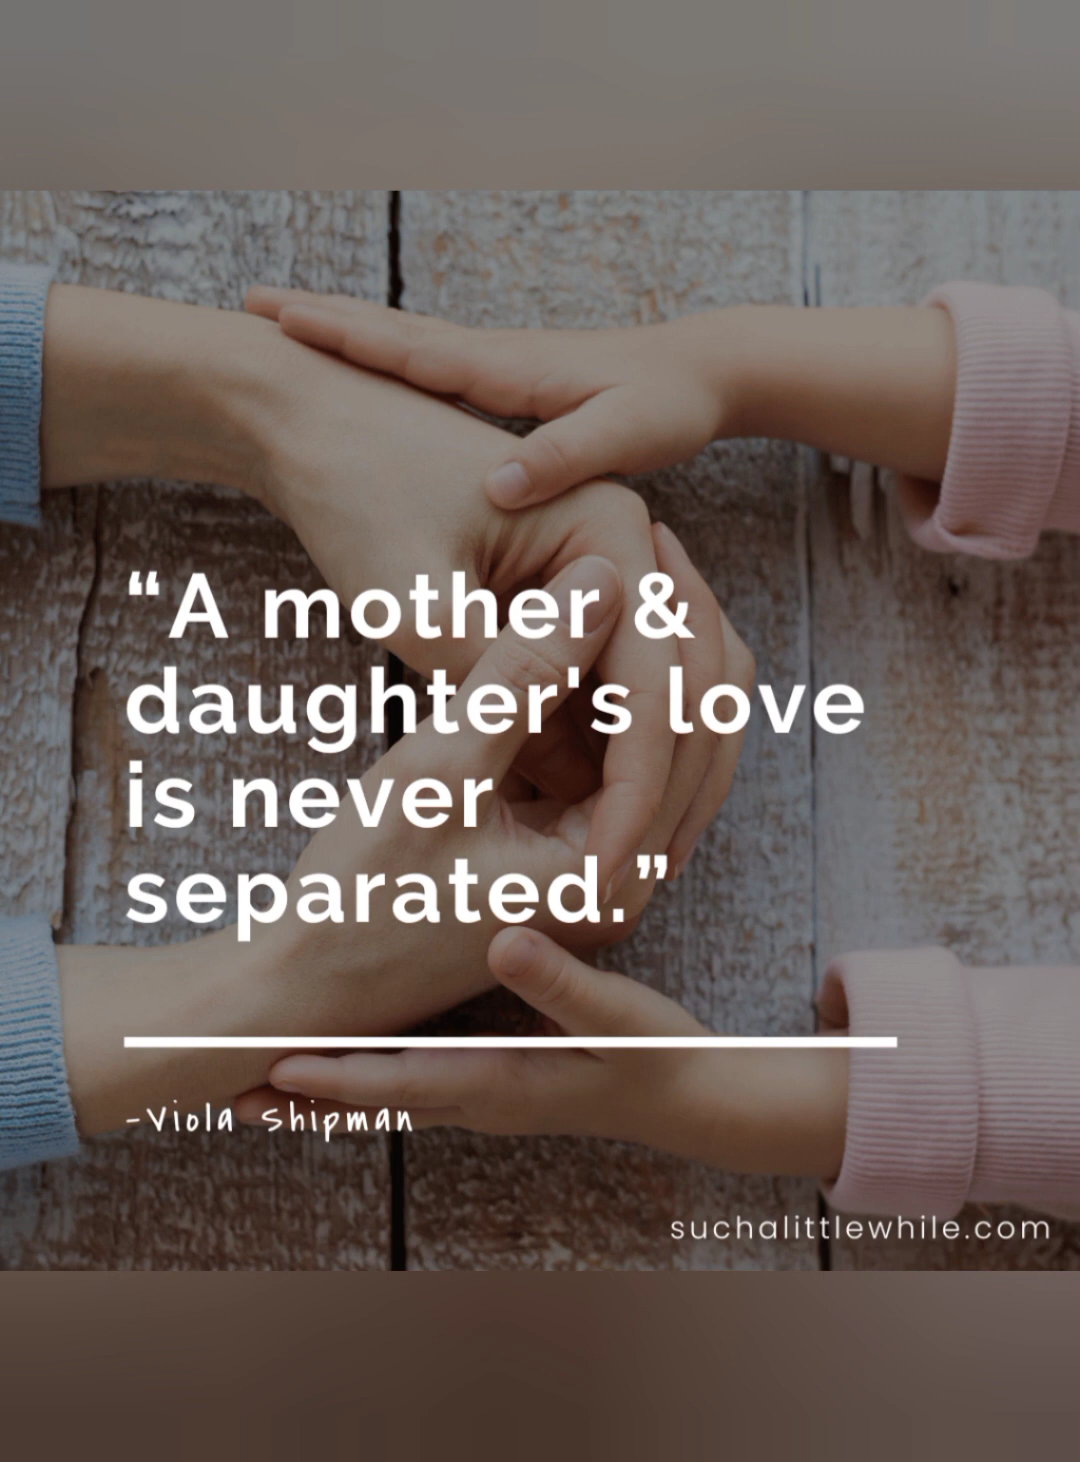 “A mother &
daughter's love
is never
separated.”
-Viola Shipman
suchalittlewhile.com